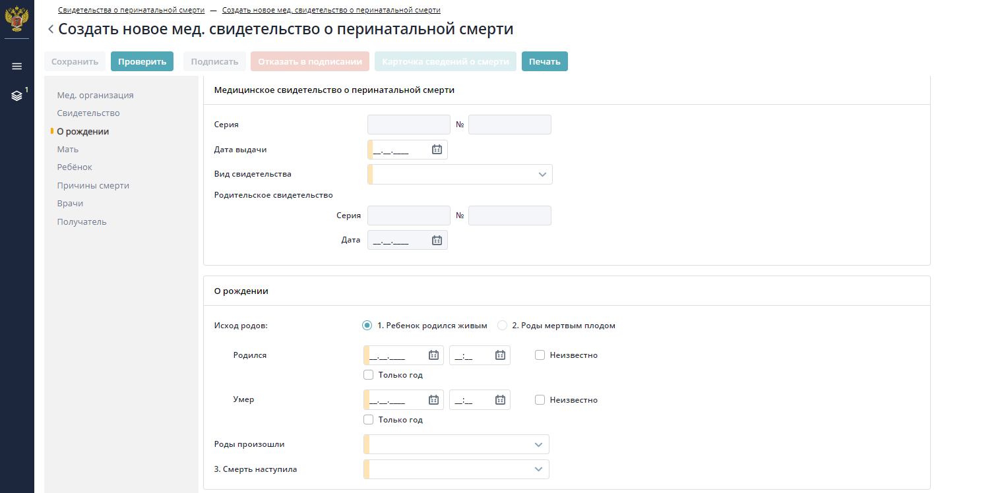 Свидетельства о перинатальной смерти — Создать новое мед. свидетельство о перинатальной смерти
Создать новое мед. свидетельство о перинатальной смерти
Сохранить Проверить Подписать Отказать в подписании Карточка сведений о смерти Печать
1
Мед. организация
Свидетельство
О рождении
Мать
Ребёнок
Причины смерти
Врачи
Получатель
Медицинское свидетельство о перинатальной смерти
Серия №
Дата выдачи __.__.____
Вид свидетельства
Родительское свидетельство
Серия №
Дата __.__.____
О рождении
Исход родов: 1. Ребенок родился живым 2. Роды мертвым плодом
Родился __.__.____ __:__ Неизвестно
Только год
Умер __.__.____ __:__ Неизвестно
Только год
Роды произошли
3. Смерть наступила